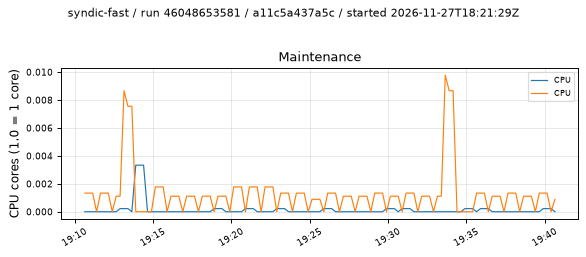 syndic-fast / run 46048653581 / a11c5a437a5c / started 2026-11-27T18:21:29Z
Maintenance
CPU cores (1.0 = 1 core)
0.010
0.008
0.006
0.004
0.002
0.000
CPU
CPU
19:10
19:15
19:20
19:25
19:30
19:35
19:40